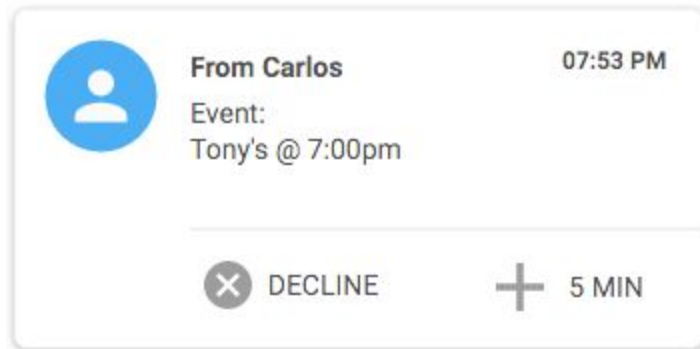 From Carlos
07:53 PM
Event:
Tony's @ 7:00pm
DECLINE
5 MIN